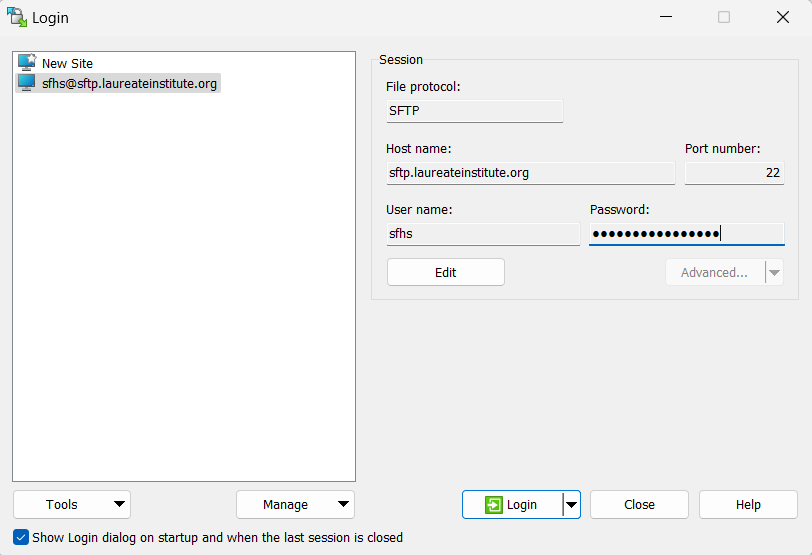 Login
New Site
sfhs@sftp.laureateinstitute.org
Session
File protocol:
SFTP
Host name:
Port number:
sftp.laureateinstitute.org
22
User name:
Password:
sfhs
●●●●●●●●●●●●●●●●
Edit
Advanced...
Tools
Manage
Login
Close
Help
Show Login dialog on startup and when the last session is closed